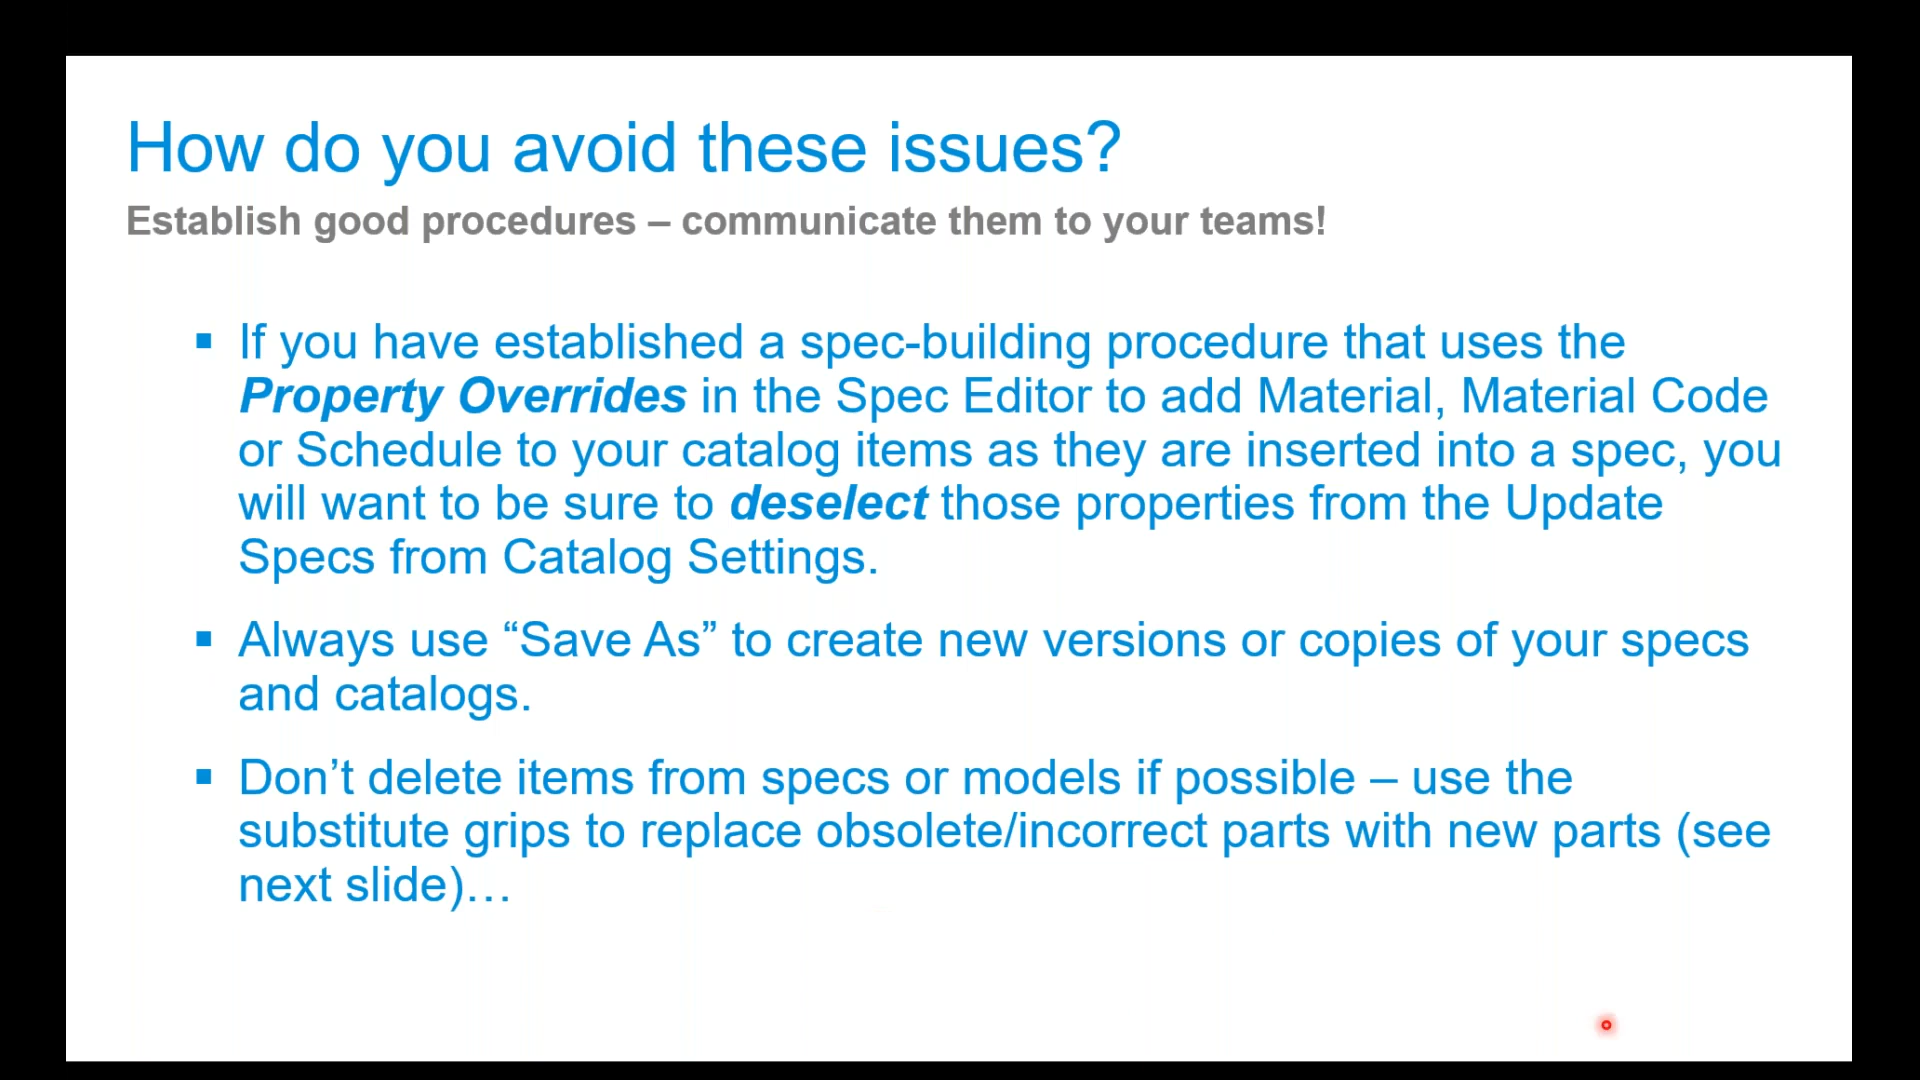 How do you avoid these issues?
Establish good procedures – communicate them to your teams!
▪ If you have established a spec-building procedure that uses the
Property Overrides in the Spec Editor to add Material, Material Code
or Schedule to your catalog items as they are inserted into a spec, you
will want to be sure to deselect those properties from the Update
Specs from Catalog Settings.
▪ Always use “Save As” to create new versions or copies of your specs
and catalogs.
▪ Don’t delete items from specs or models if possible – use the
substitute grips to replace obsolete/incorrect parts with new parts (see
next slide)…